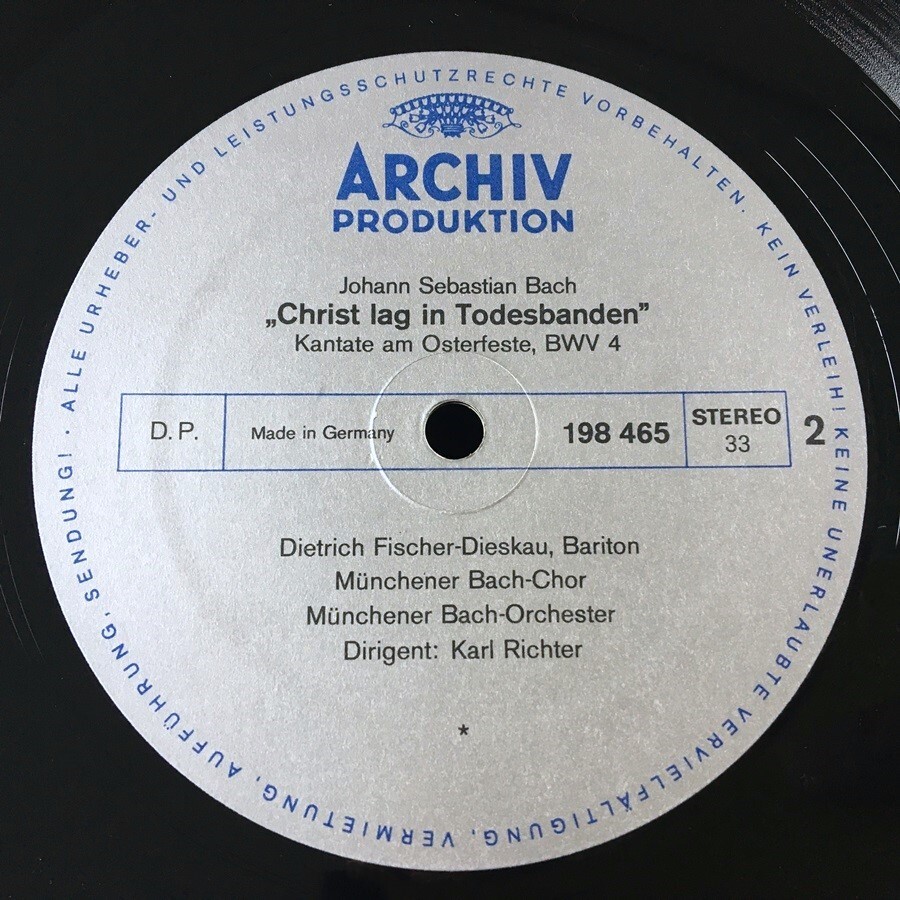 ALLE URHEBER- UND LEISTUNGSSCHUTZRECHTE VORBEHALTEN. KEIN VERLEIH! KEINE UNERLAUBTE VERVIELFÄLTIGUNG, VERMIETUNG, AUFFÜHRUNG, SENDUNG! ·
ARCHIV
PRODUKTION
Johann Sebastian Bach
„Christ lag in Todesbanden”
Kantate am Osterfeste, BWV 4
D. P. Made in Germany 198 465 STEREO 2
33
Dietrich Fischer-Dieskau, Bariton
Münchener Bach-Chor
Münchener Bach-Orchester
Dirigent: Karl Richter
*